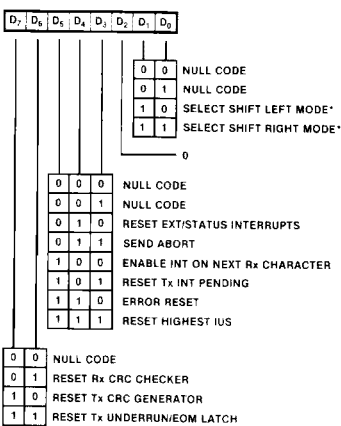 D7 D6 D5 D4 D3 D2 D1 D0
0 0 NULL CODE
0 1 NULL CODE
1 0 SELECT SHIFT LEFT MODE*
1 1 SELECT SHIFT RIGHT MODE*
0
0 0 0 NULL CODE
0 0 1 NULL CODE
0 1 0 RESET EXT/STATUS INTERRUPTS
0 1 1 SEND ABORT
1 0 0 ENABLE INT ON NEXT Rx CHARACTER
1 0 1 RESET Tx INT PENDING
1 1 0 ERROR RESET
1 1 1 RESET HIGHEST IUS
0 0 NULL CODE
0 1 RESET Rx CRC CHECKER
1 0 RESET Tx CRC GENERATOR
1 1 RESET Tx UNDERRUN/EOM LATCH